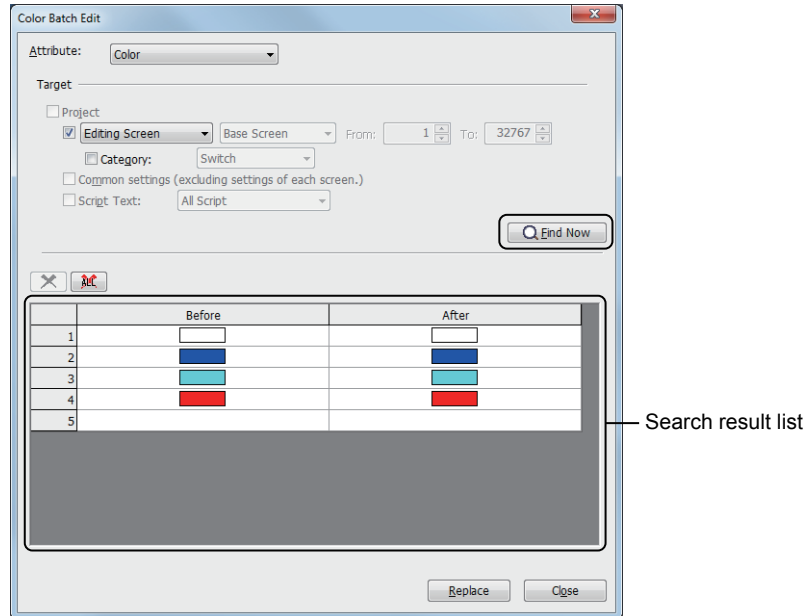 Color Batch Edit
Attribute: Color
Target
Project
Editing Screen Base Screen From: 1 To: 32767
Category: Switch
Common settings (excluding settings of each screen.)
Script Text: All Script
Find Now
ALL
Before After
1
2
3
4
5
Search result list
Replace Close